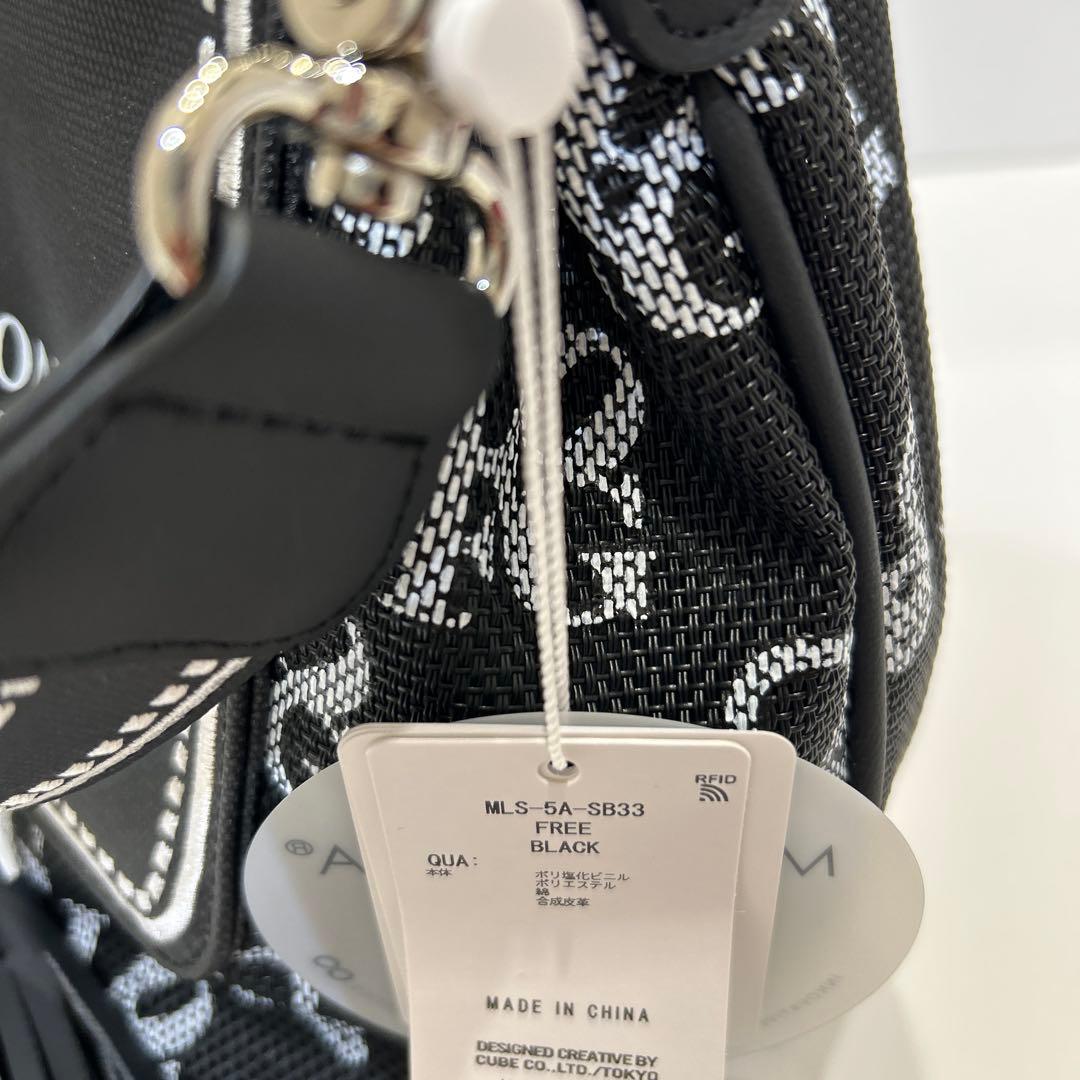 RFID
MLS-5A-SB33
FREE
BLACK
QUA:
本体
ポリ塩化ビニル
ポリエステル
綿
合成皮革
MADE IN CHINA
DESIGNED CREATIVE BY
CUBE CO.,LTD./TOKYO